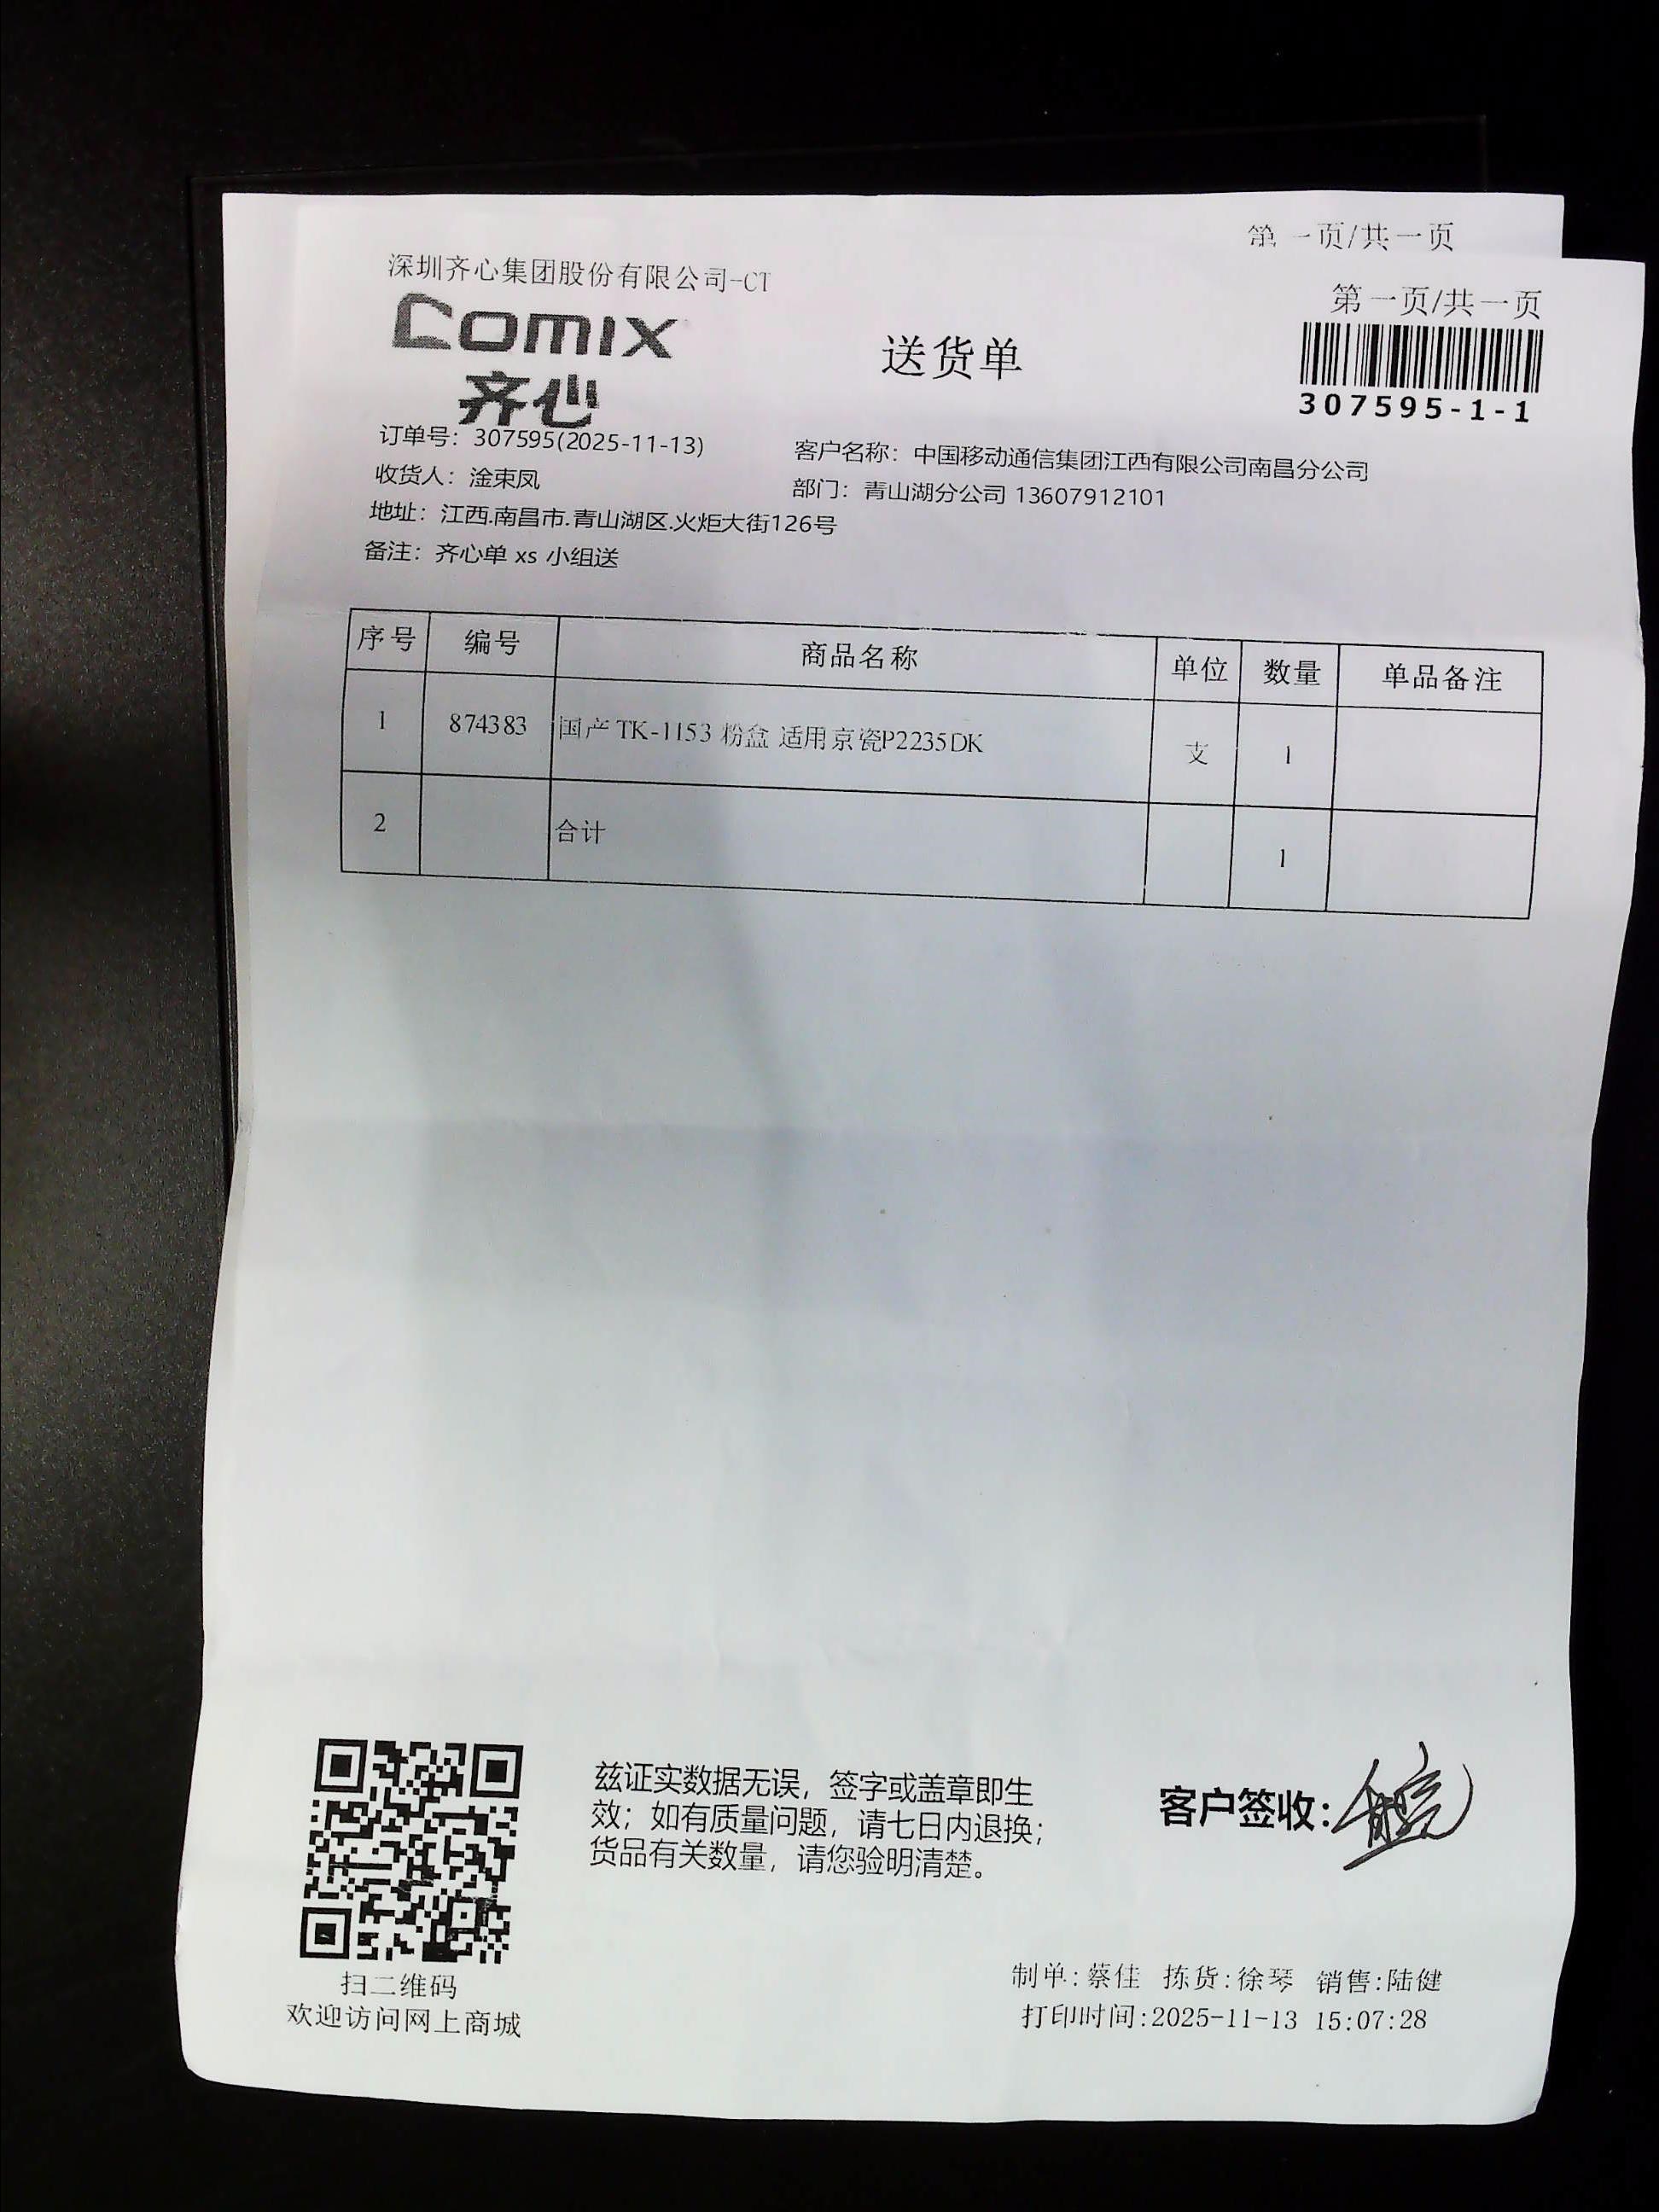 第一页/共一页
深圳齐心集团股份有限公司-CT
第一页/共一页
comix
齐心
送货单
307595-1-1
订单号：307595(2025-11-13)
客户名称：中国移动通信集团江西有限公司南昌分公司
收货人：淦束凤
部门：青山湖分公司 13607912101
地址：江西.南昌市.青山湖区.火炬大街126号
备注：齐心单 xs 小组送
序号 编号 商品名称 单位 数量 单品备注
1 874383 国产 TK-1153 粉盒 适用京瓷P2235DK 支 1
2 合计 1
兹证实数据无误，签字或盖章即生
效；如有质量问题，请七日内退换；
货品有关数量，请您验明清楚。
客户签收：
扫二维码
欢迎访问网上商城
制单:蔡佳 拣货:徐琴 销售:陆健
打印时间:2025-11-13 15:07:28